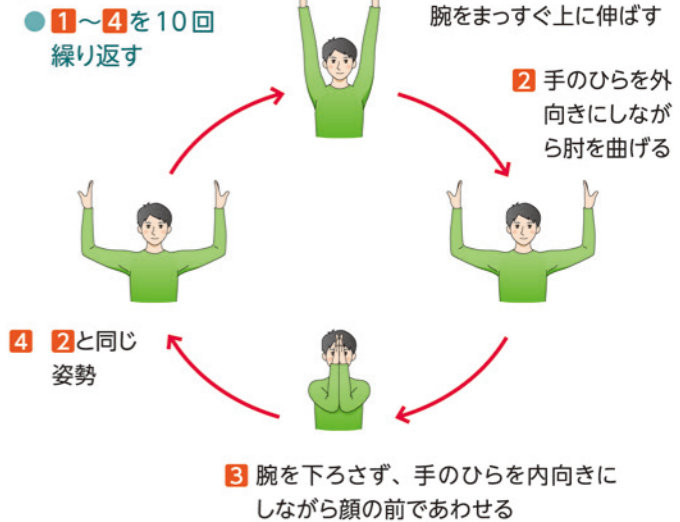 ● 1～4を10回
繰り返す
腕をまっすぐ上に伸ばす
2 手のひらを外
向きにしなが
ら肘を曲げる
3 腕を下ろさず、手のひらを内向きに
しながら顔の前であわせる
4 2と同じ
姿勢